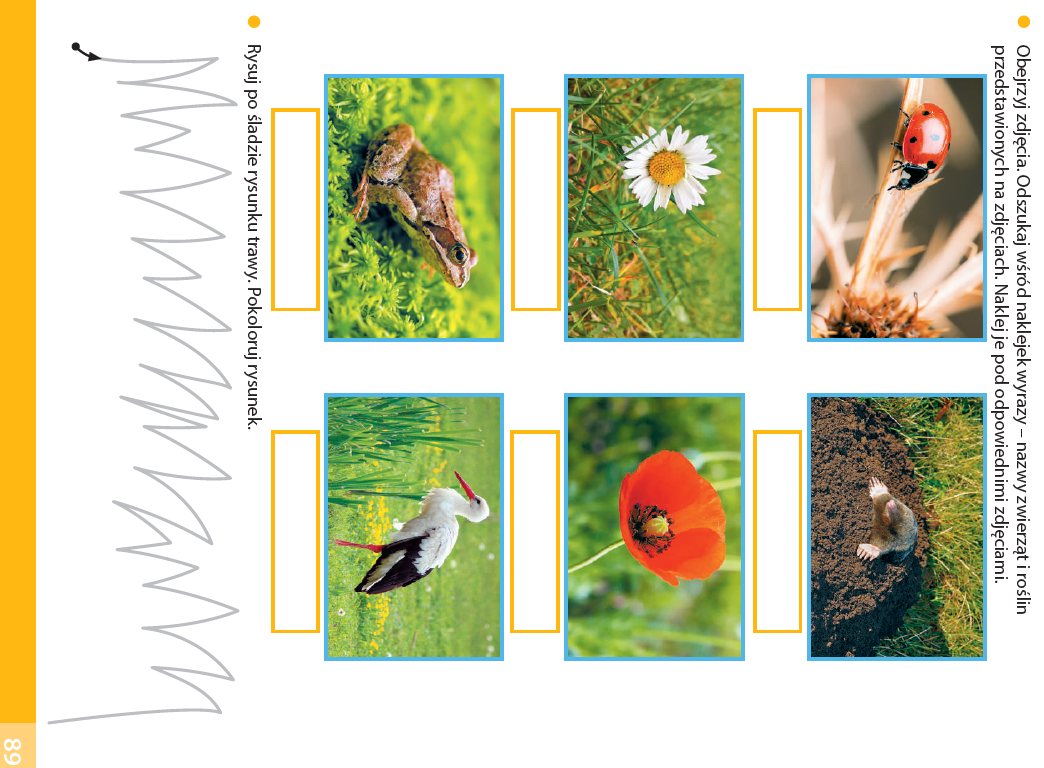 Obejrzyj zdjęcia. Odszukaj wśród naklejek wyrazy – nazwy zwierząt i roślin
przedstawionych na zdjęciach. Naklej je pod odpowiednimi zdjęciami.
Rysuj po śladzie rysunku trawy. Pokoloruj rysunek.
89